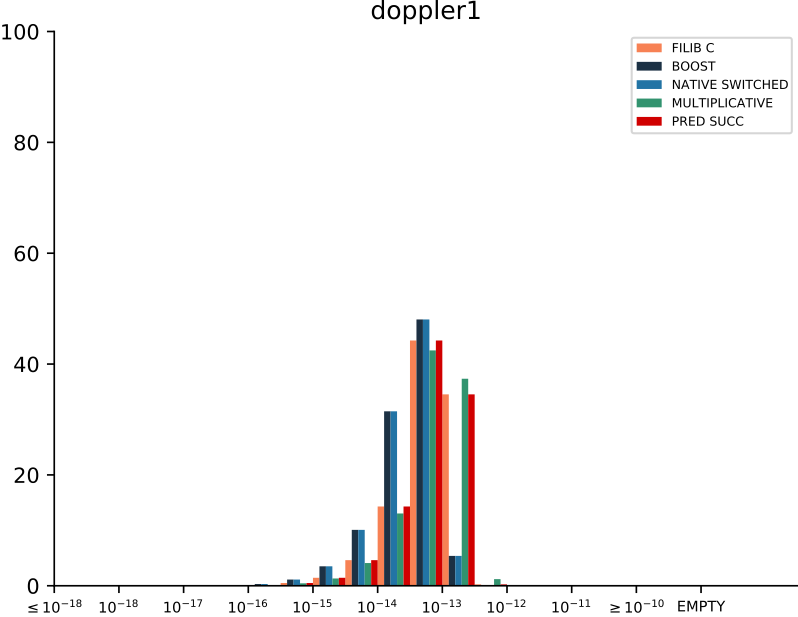 doppler1
100
80
60
40
20
0
FILIB C
BOOST
NATIVE SWITCHED
MULTIPLICATIVE
PRED SUCC
≤10⁻¹⁸ 10⁻¹⁸ 10⁻¹⁷ 10⁻¹⁶ 10⁻¹⁵ 10⁻¹⁴ 10⁻¹³ 10⁻¹² 10⁻¹¹ ≥10⁻¹⁰ EMPTY